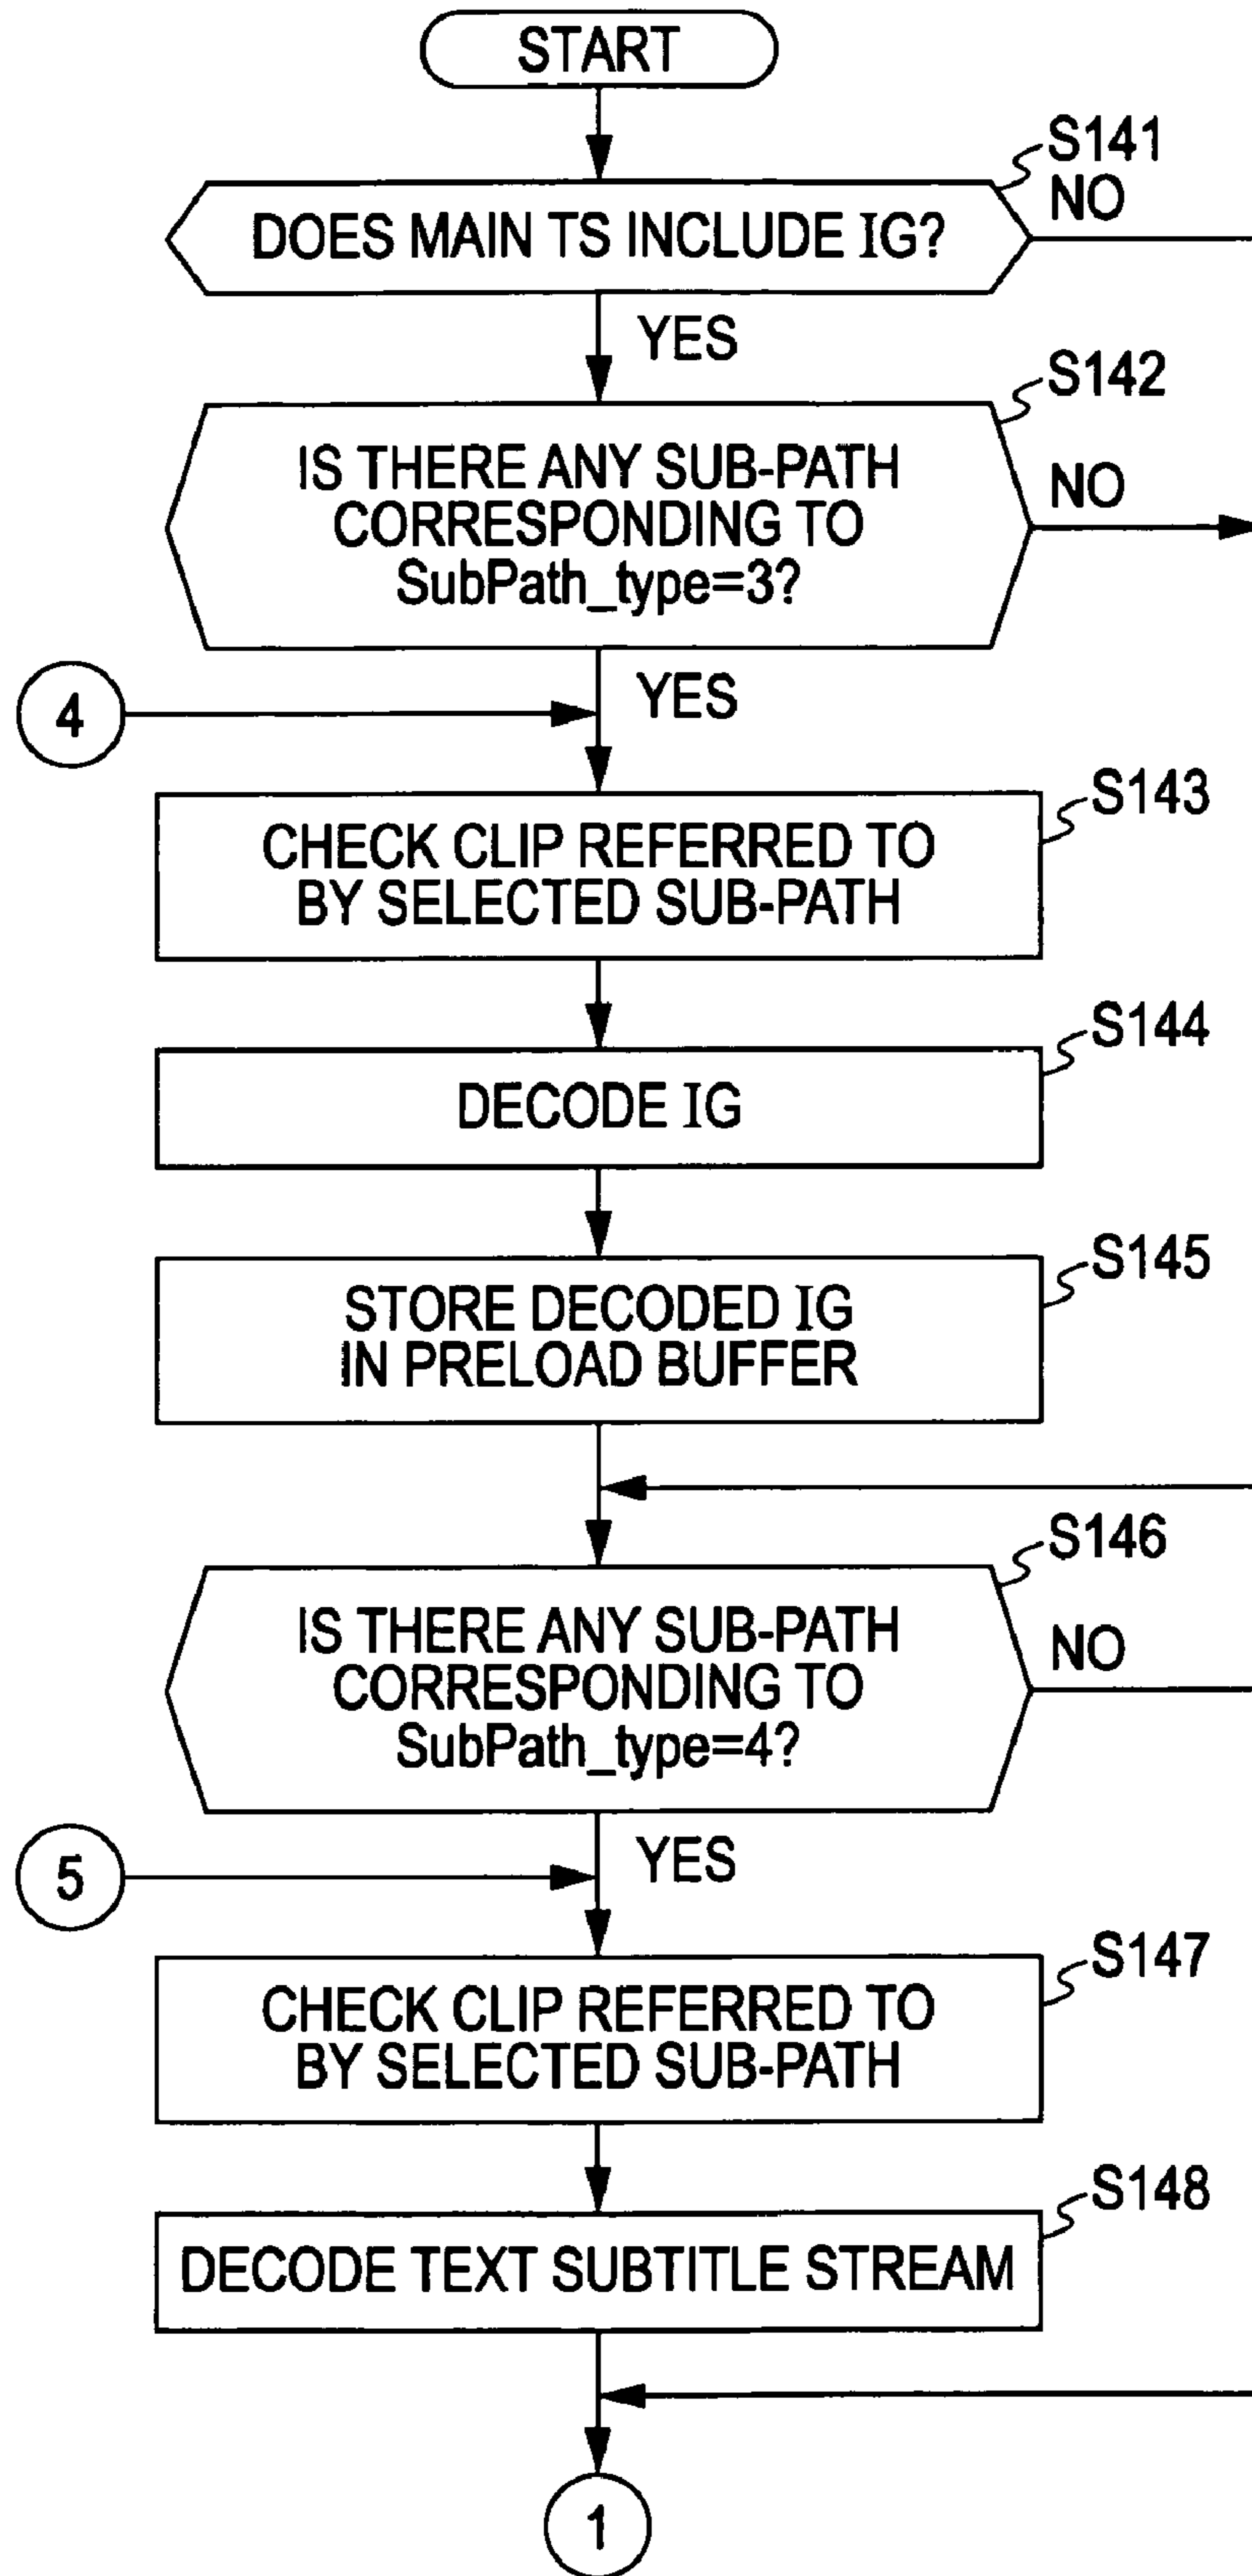 START
S141
DOES MAIN TS INCLUDE IG?
NO
YES
S142
IS THERE ANY SUB-PATH
CORRESPONDING TO
SubPath_type=3?
NO
YES
4
S143
CHECK CLIP REFERRED TO
BY SELECTED SUB-PATH
S144
DECODE IG
S145
STORE DECODED IG
IN PRELOAD BUFFER
S146
IS THERE ANY SUB-PATH
CORRESPONDING TO
SubPath_type=4?
NO
YES
5
S147
CHECK CLIP REFERRED TO
BY SELECTED SUB-PATH
S148
DECODE TEXT SUBTITLE STREAM
1